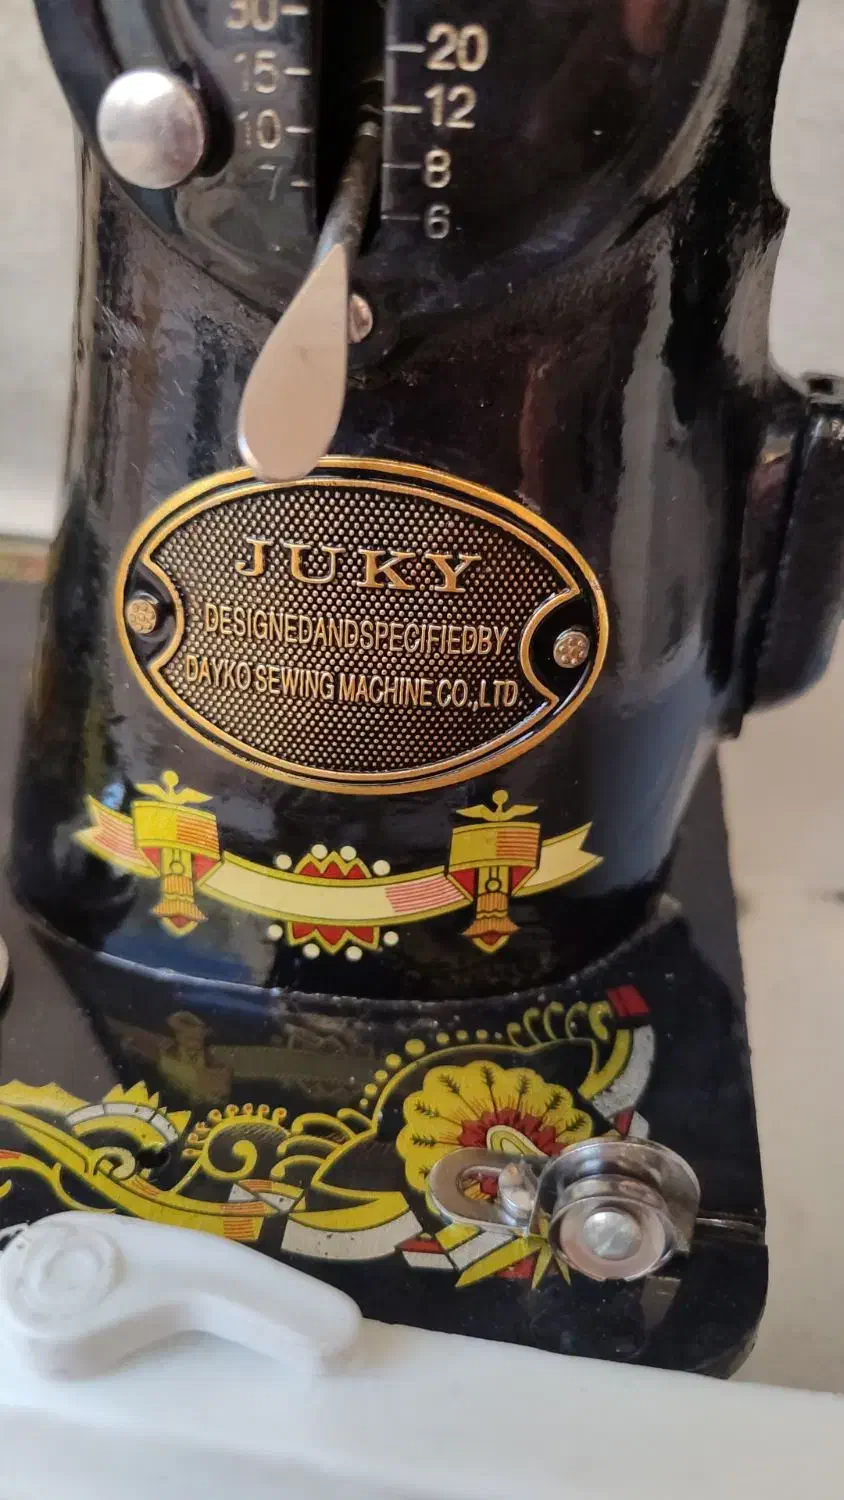 30
20
15
12
10
8
7
6
JUKY
DESIGNEDANDSPECIFIEDBY
DAYKO SEWING MACHINE CO.,LTD